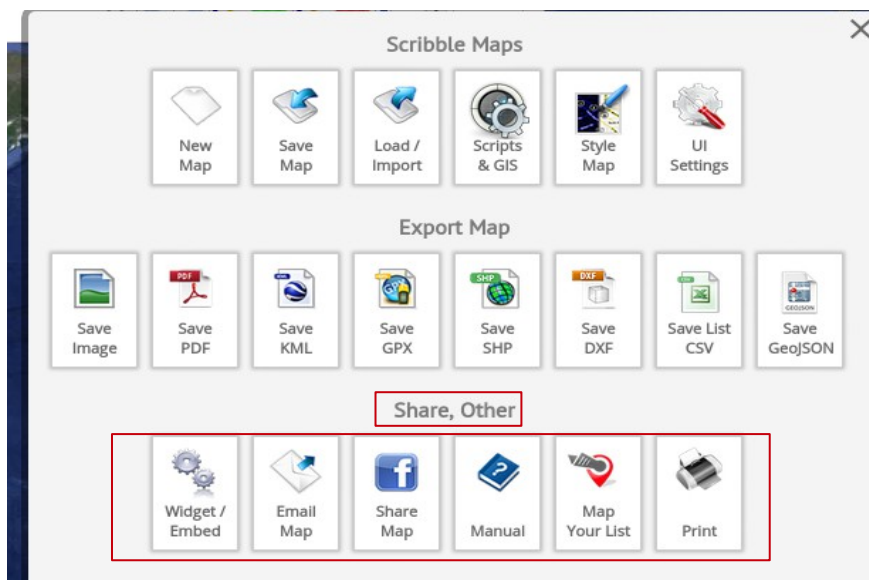 Scribble Maps
New Map
Save Map
Load / Import
Scripts & GIS
Style Map
UI Settings
Export Map
PDF
SHP
DXF
GEOJSON
Save Image
Save PDF
Save KML
Save GPX
Save SHP
Save DXF
Save List CSV
Save GeoJSON
Share, Other
Widget / Embed
Email Map
Share Map
Manual
Map Your List
Print